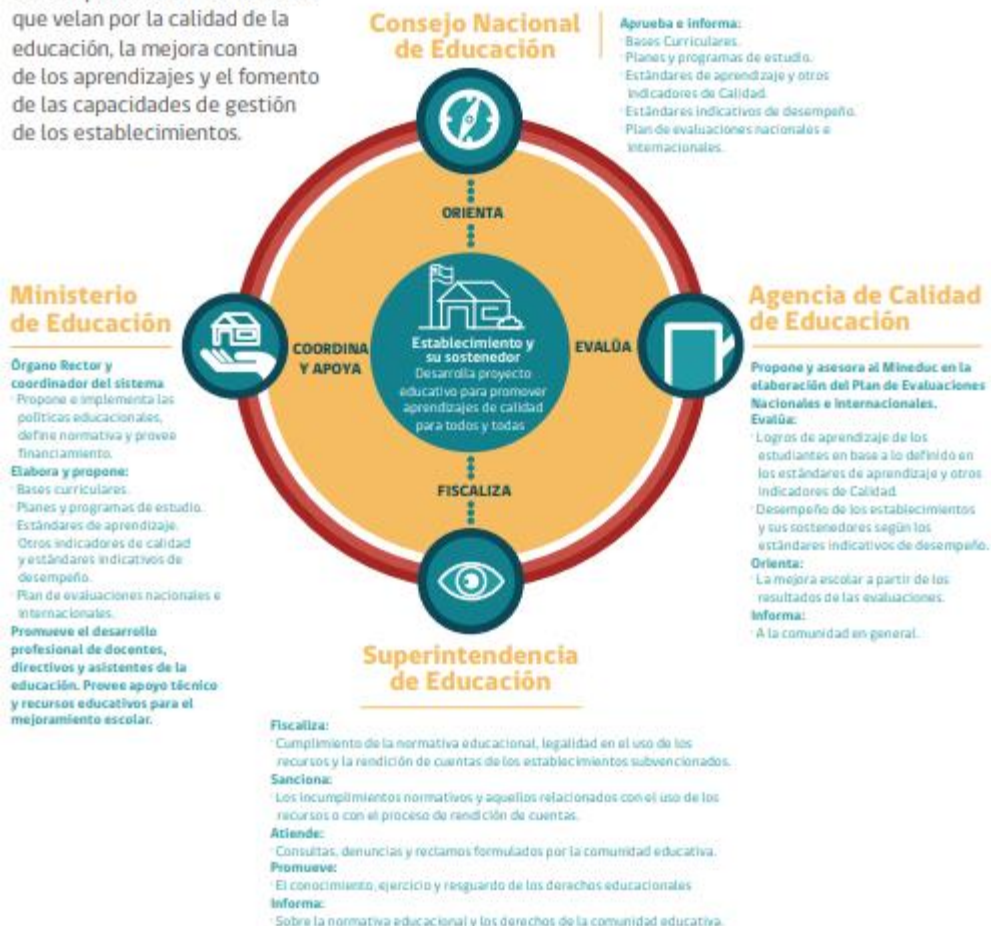 que velan por la calidad de la
educación, la mejora continua
de los aprendizajes y el fomento
de las capacidades de gestión
de los establecimientos.
Consejo Nacional
de Educación
Aprueba e informa:
· Bases Curriculares.
· Planes y programas de estudio.
· Estándares de aprendizaje y otros
Indicadores de Calidad.
· Estándares indicativos de desempeño.
· Plan de evaluaciones nacionales e
internacionales.
ORIENTA
Ministerio
de Educación
Órgano Rector y
coordinador del sistema
· Propone e implementa las
políticas educacionales,
define normativa y provee
financiamiento.
Elabora y propone:
· Bases curriculares.
· Planes y programas de estudio.
· Estándares de aprendizaje.
Otros indicadores de calidad
y estándares indicativos de
desempeño.
· Plan de evaluaciones nacionales e
internacionales.
Promueve el desarrollo
profesional de docentes,
directivos y asistentes de la
educación. Provee apoyo técnico
y recursos educativos para el
mejoramiento escolar.
COORDINA
Y APOYA
Establecimiento y
su sostenedor
Desarrolla proyecto
educativo para promover
aprendizajes de calidad
para todos y todas
EVALÚA
Agencia de Calidad
de Educación
Propone y asesora al Mineduc en la
elaboración del Plan de Evaluaciones
Nacionales e Internacionales.
Evalúa:
· Logros de aprendizaje de los
estudiantes en base a lo definido en
los estándares de aprendizaje y otros
Indicadores de Calidad.
· Desempeño de los establecimientos
y sus sostenedores según los
estándares indicativos de desempeño.
Orienta:
· La mejora escolar a partir de los
resultados de las evaluaciones.
Informa:
· A la comunidad en general.
FISCALIZA
Superintendencia
de Educación
Fiscaliza:
· Cumplimiento de la normativa educacional, legalidad en el uso de los
recursos y la rendición de cuentas de los establecimientos subvencionados.
Sanciona:
· Los incumplimientos normativos y aquellos relacionados con el uso de los
recursos o con el proceso de rendición de cuentas.
Atiende:
· Consultas, denuncias y reclamos formulados por la comunidad educativa.
Promueve:
· El conocimiento, ejercicio y resguardo de los derechos educacionales
Informa:
· Sobre la normativa educacional y los derechos de la comunidad educativa.